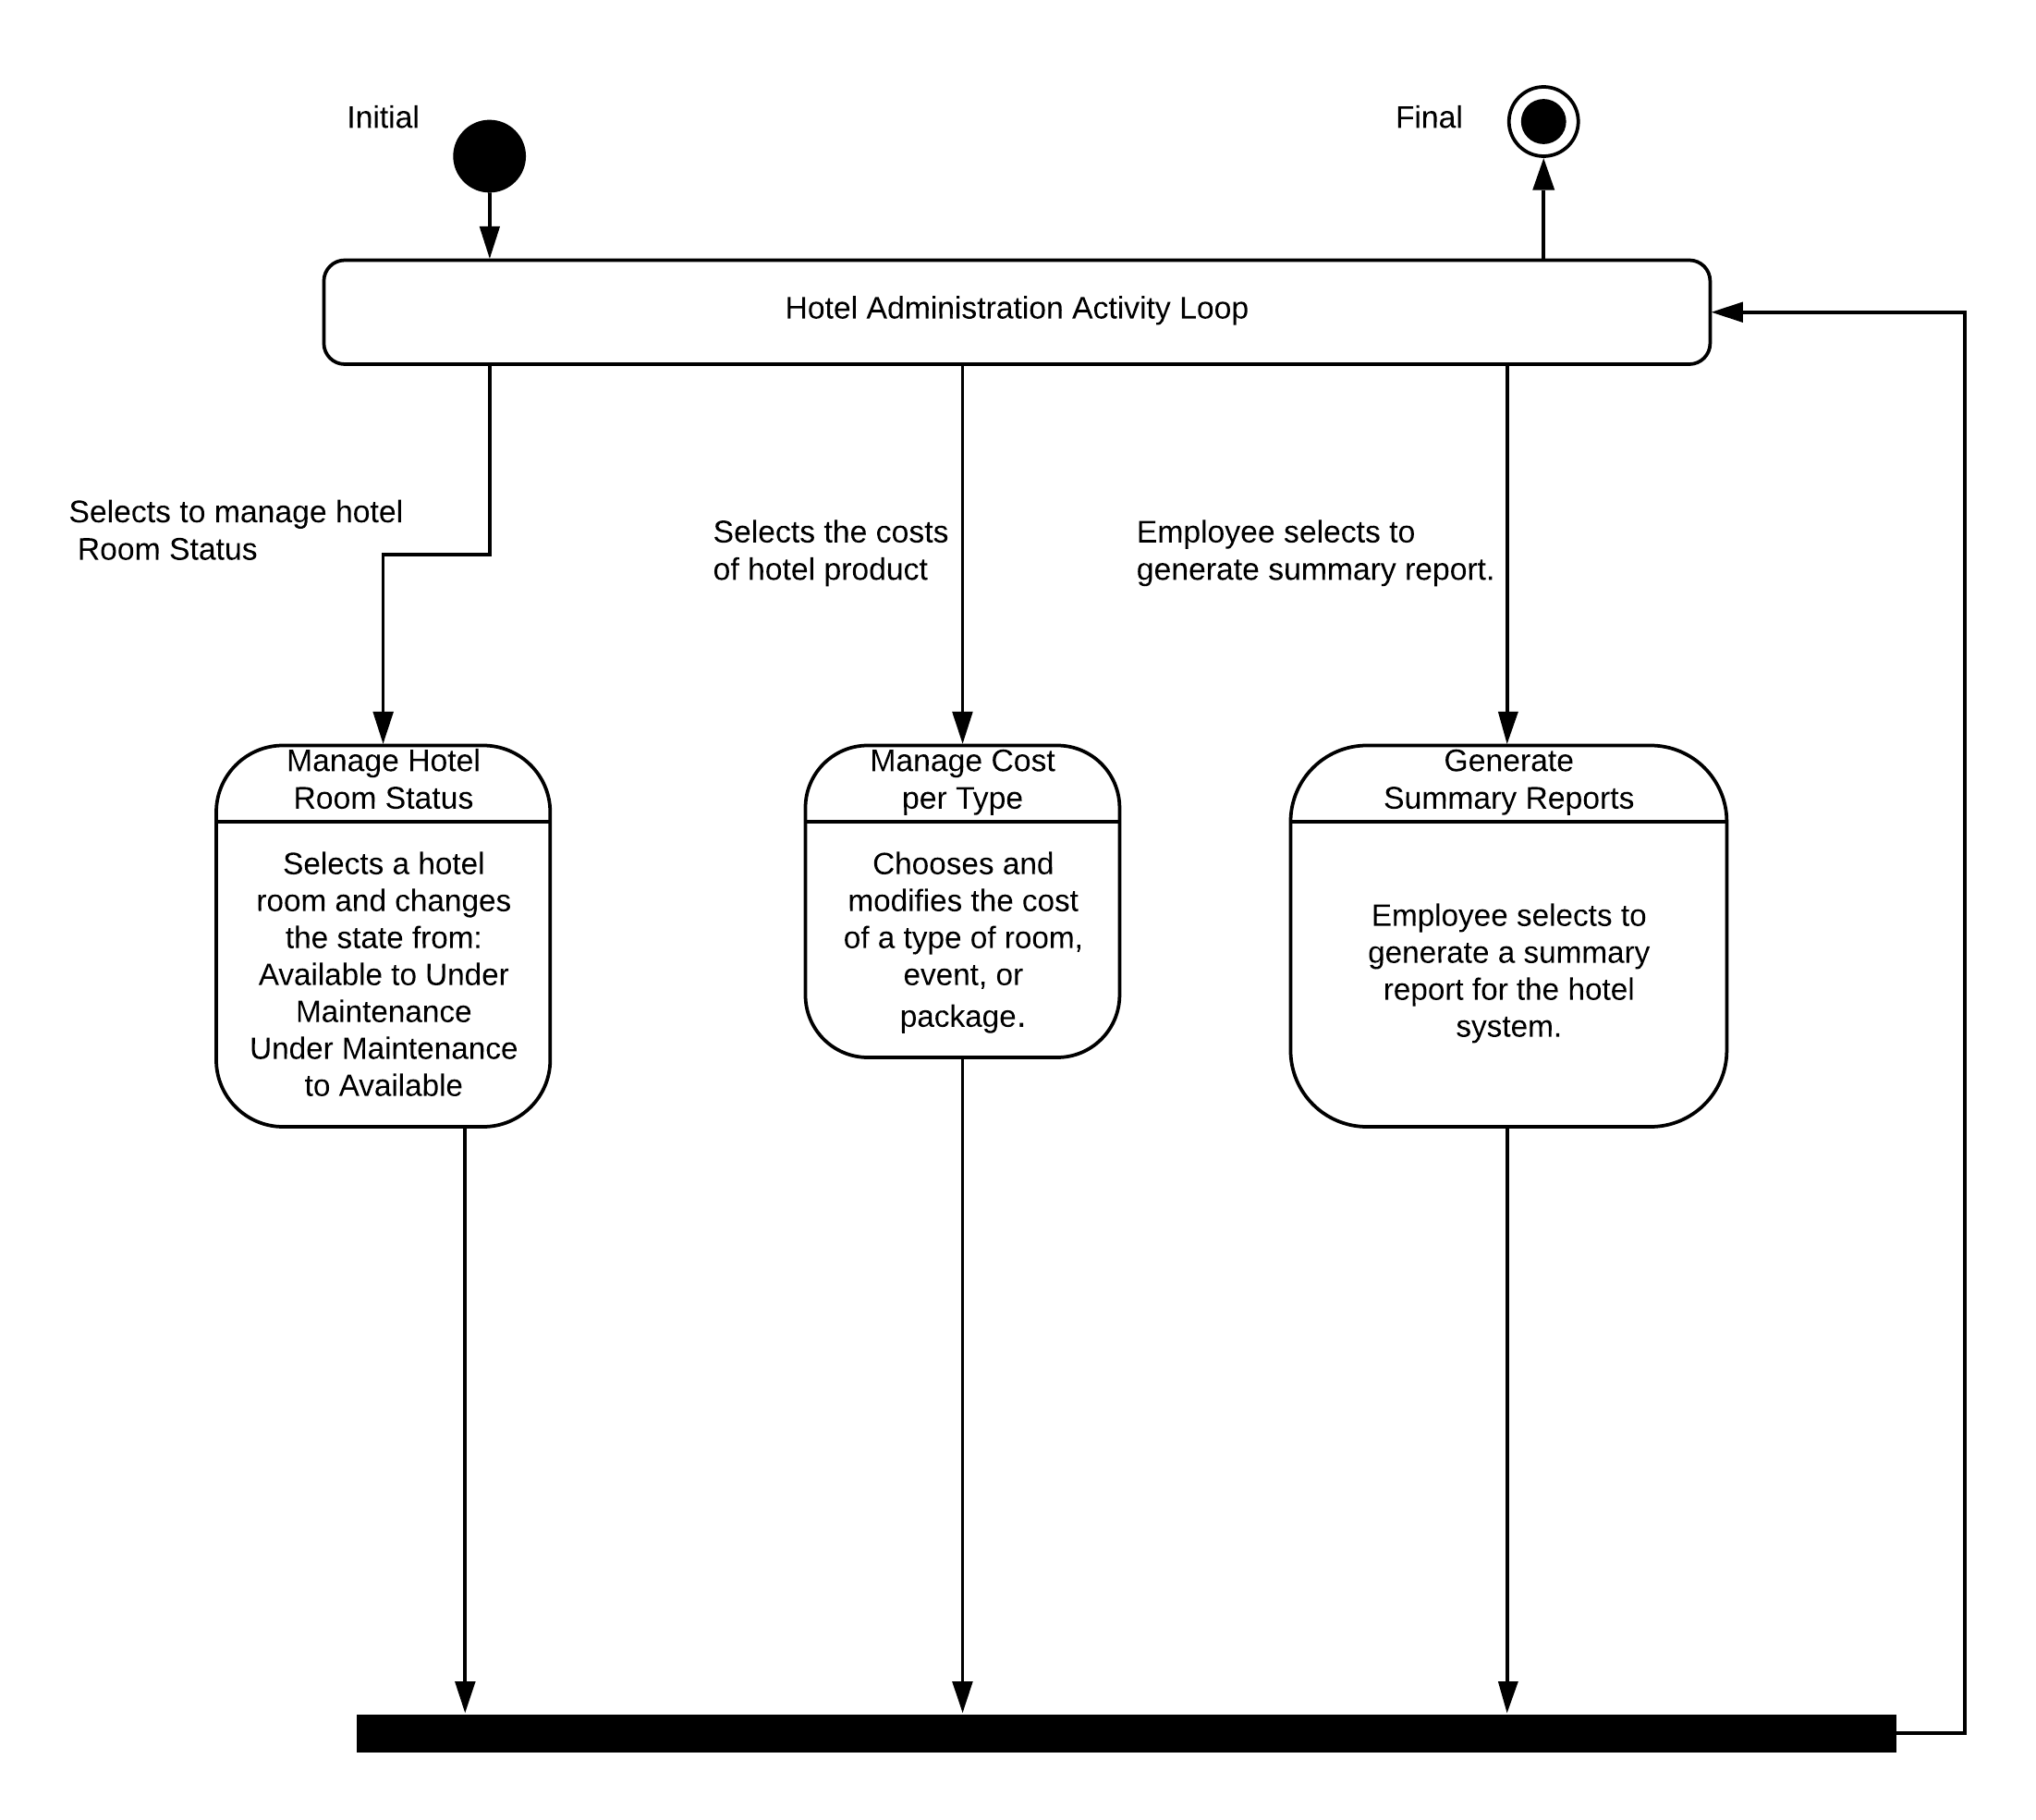 Initial
Final
Hotel Administration Activity Loop
Selects to manage hotel
Room Status
Selects the costs
of hotel product
Employee selects to
generate summary report.
Manage Hotel
Room Status
Selects a hotel
room and changes
the state from:
Available to Under
Maintenance
Under Maintenance
to Available
Manage Cost
per Type
Chooses and
modifies the cost
of a type of room,
event, or
package.
Generate
Summary Reports
Employee selects to
generate a summary
report for the hotel
system.